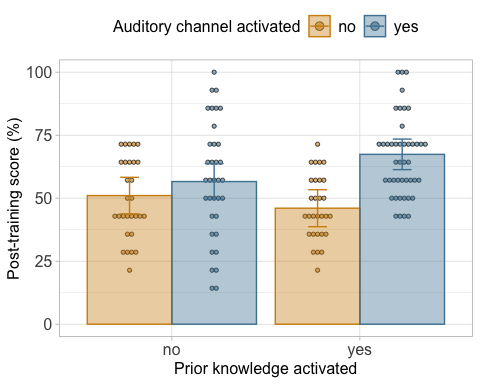 Auditory channel activated no yes
100
75
50
25
0
Post-training score (%)
no yes
Prior knowledge activated